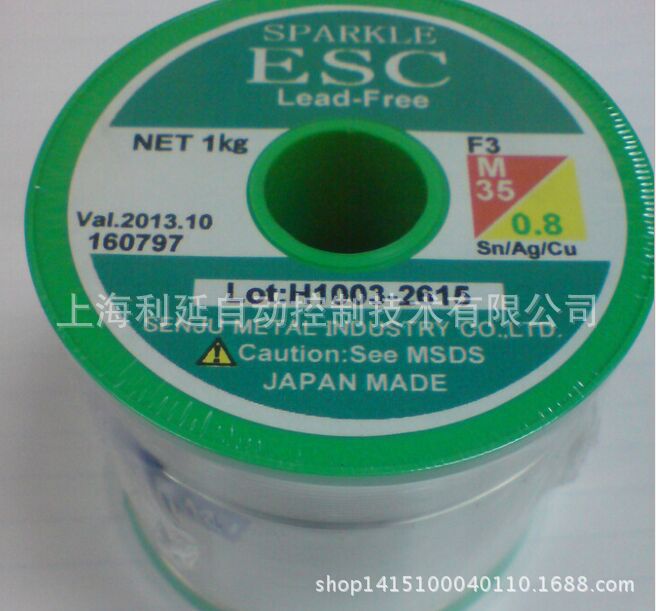 SPARKLE
ESC
Lead-Free
NET 1kg
F3
M
35
0.8
Sn/Ag/Cu
Val.2013.10
160797
Lot:H1003-2615
上海利延自动控制技术有限公司
SENJU METAL INDUSTRY CO.,LTD.
Caution:See MSDS
JAPAN MADE
shop1415100040110.1688.com